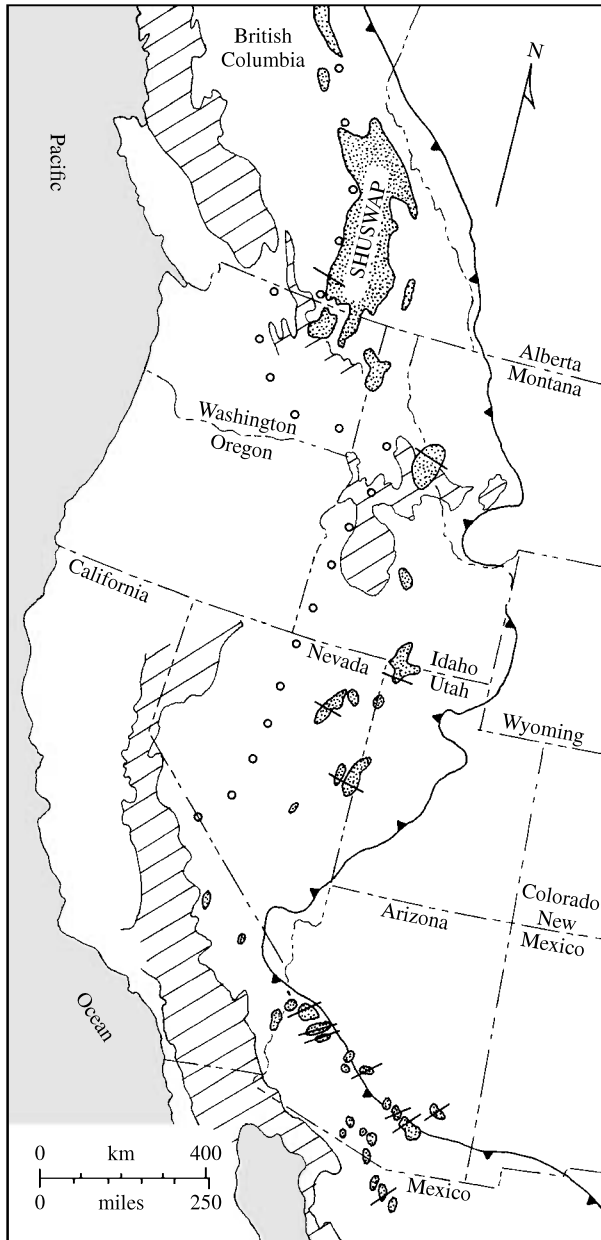 British
Columbia
N
Pacific
SHUSWAP
Alberta
Montana
Washington
Oregon
California
Nevada
Idaho
Utah
Wyoming
Colorado
New
Mexico
Arizona
Ocean
0 km 400
0 miles 250
Mexico